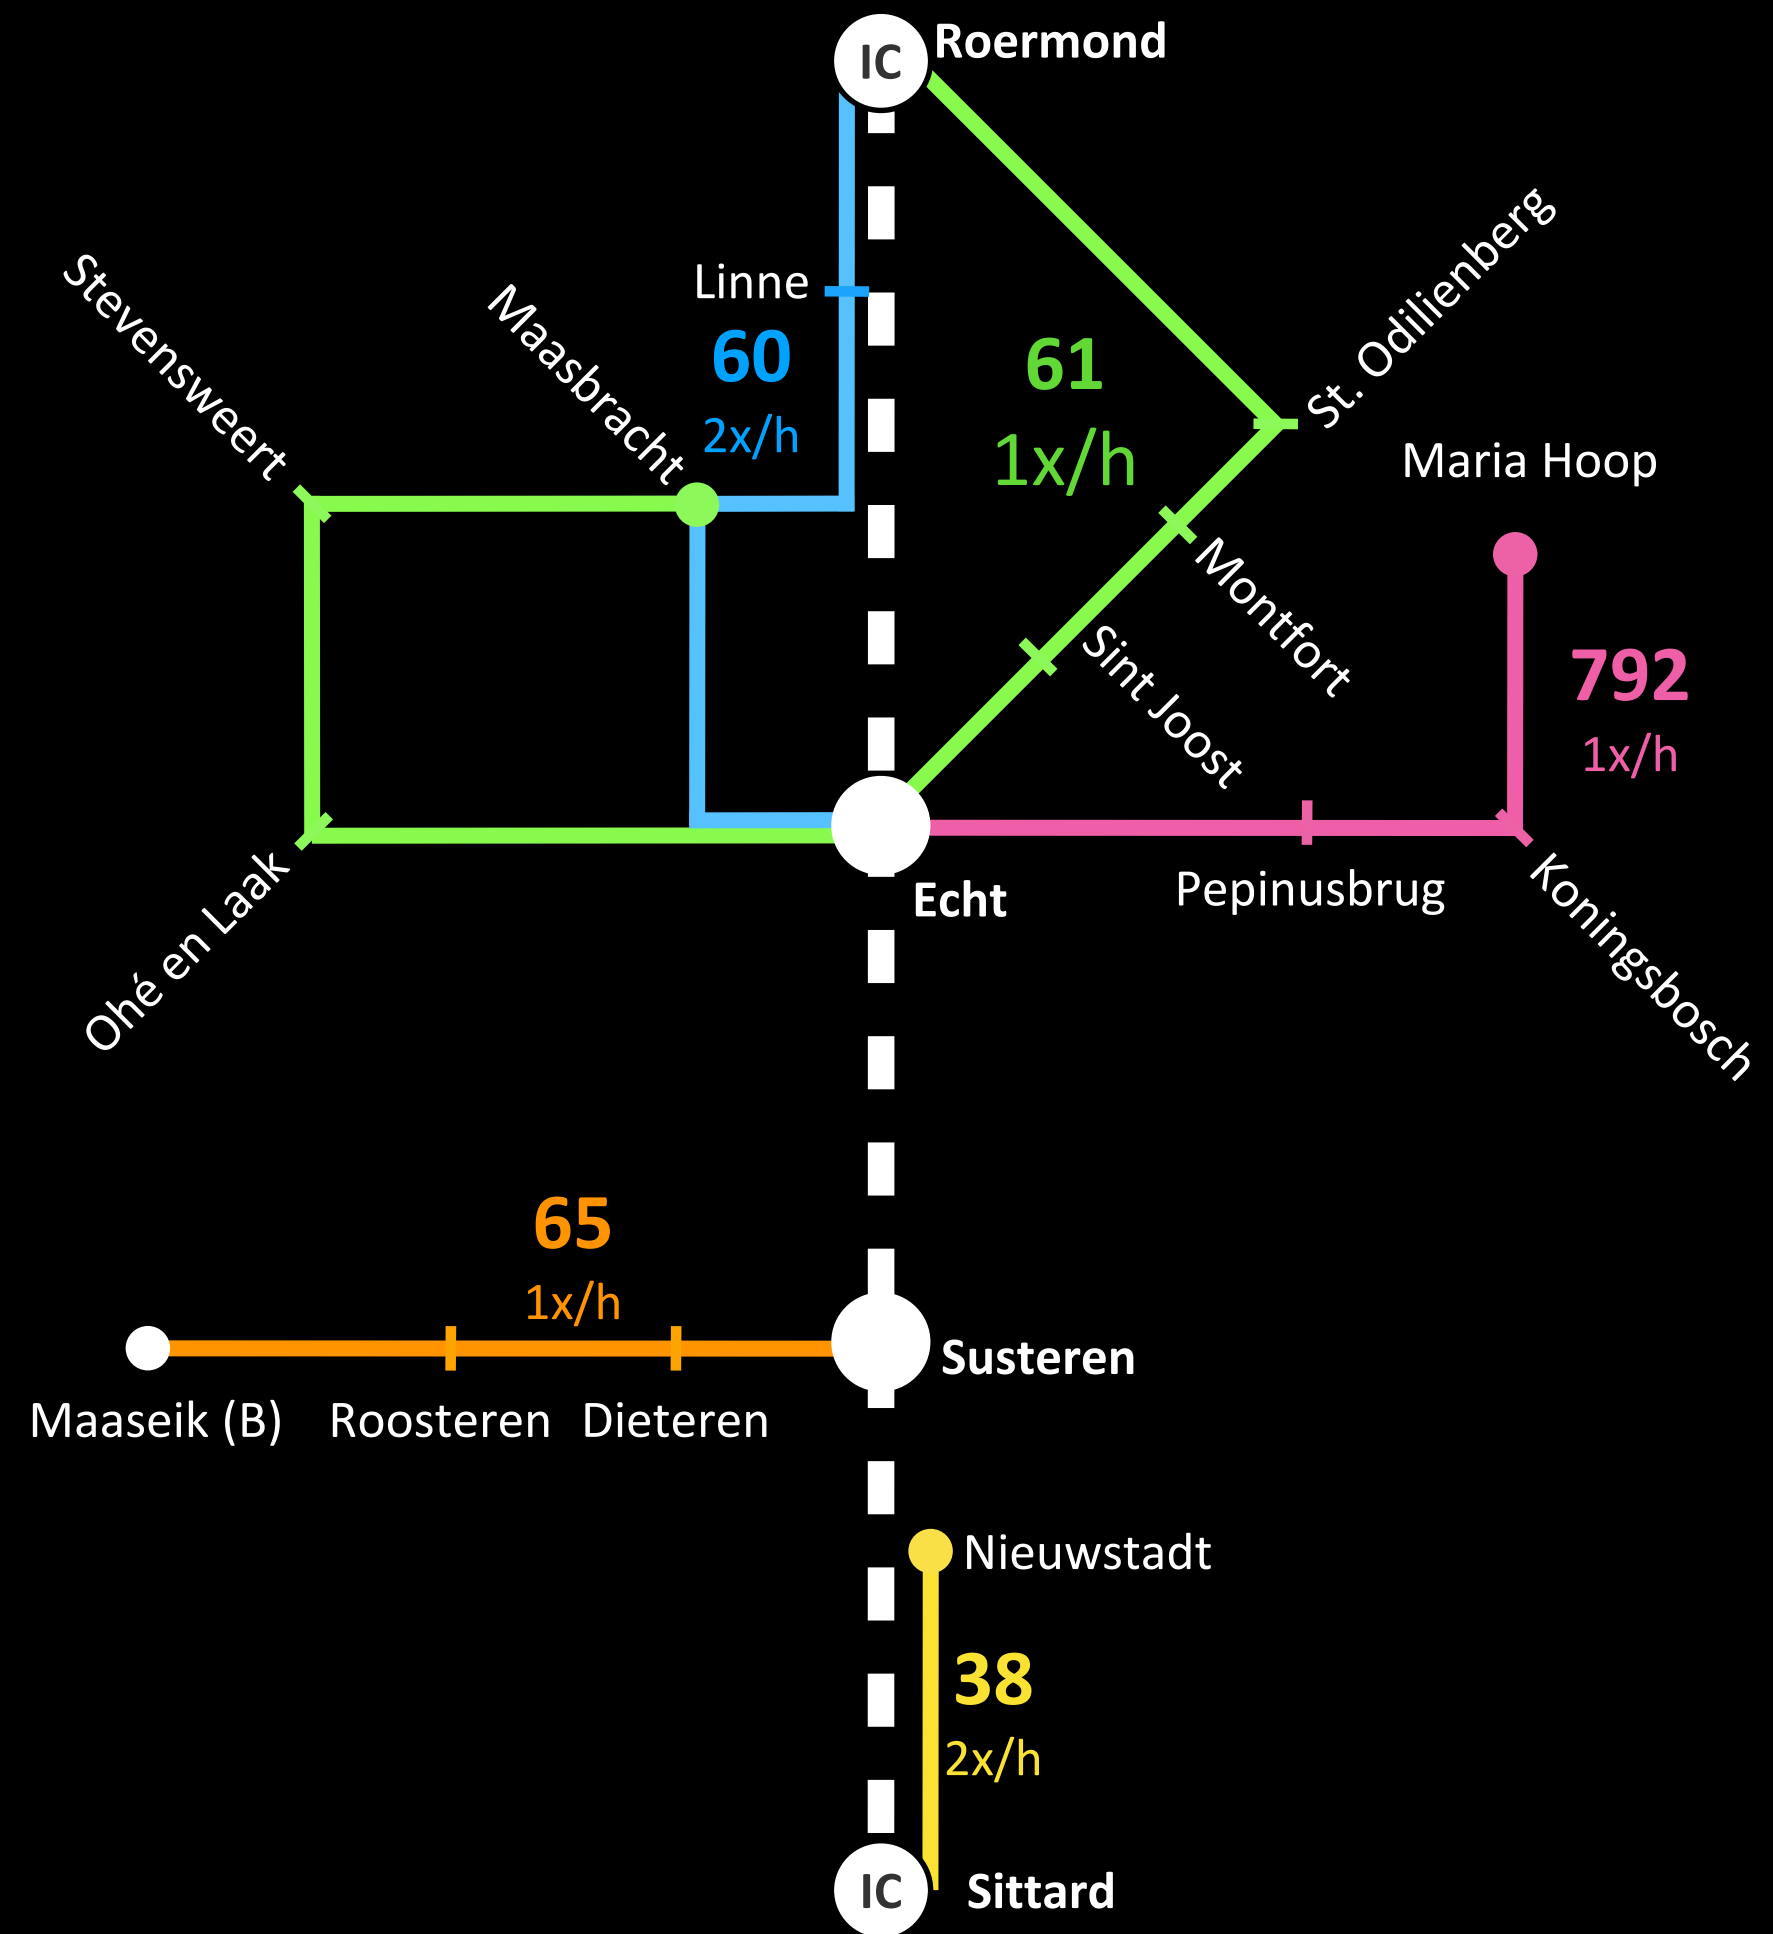 IC
Roermond
Linne
60
2x/h
Stevensweert
Maasbracht
61
1x/h
St. Odilienberg
Maria Hoop
Montfort
Sint Joost
792
1x/h
Echt
Pepinusbrug
Koningsbosch
Ohé en Laak
65
1x/h
Susteren
Maaseik (B)
Roosteren
Dieteren
Nieuwstadt
38
2x/h
IC
Sittard